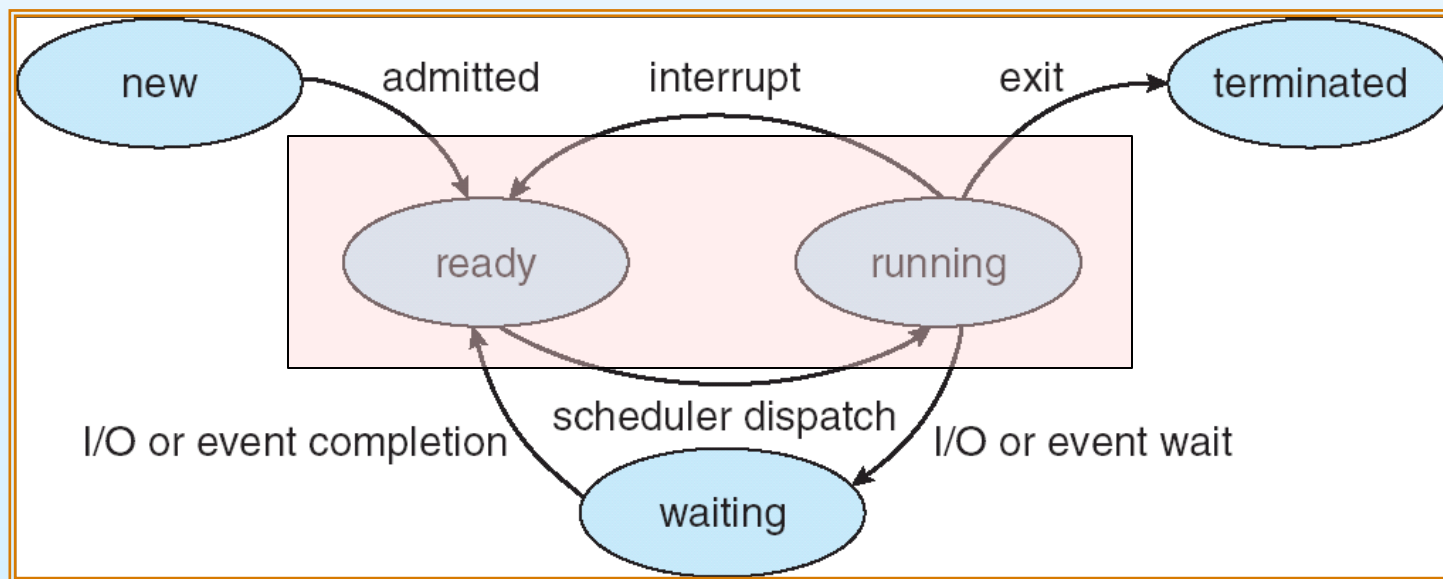 new
admitted
interrupt
exit
terminated
ready
running
scheduler dispatch
I/O or event completion
I/O or event wait
waiting